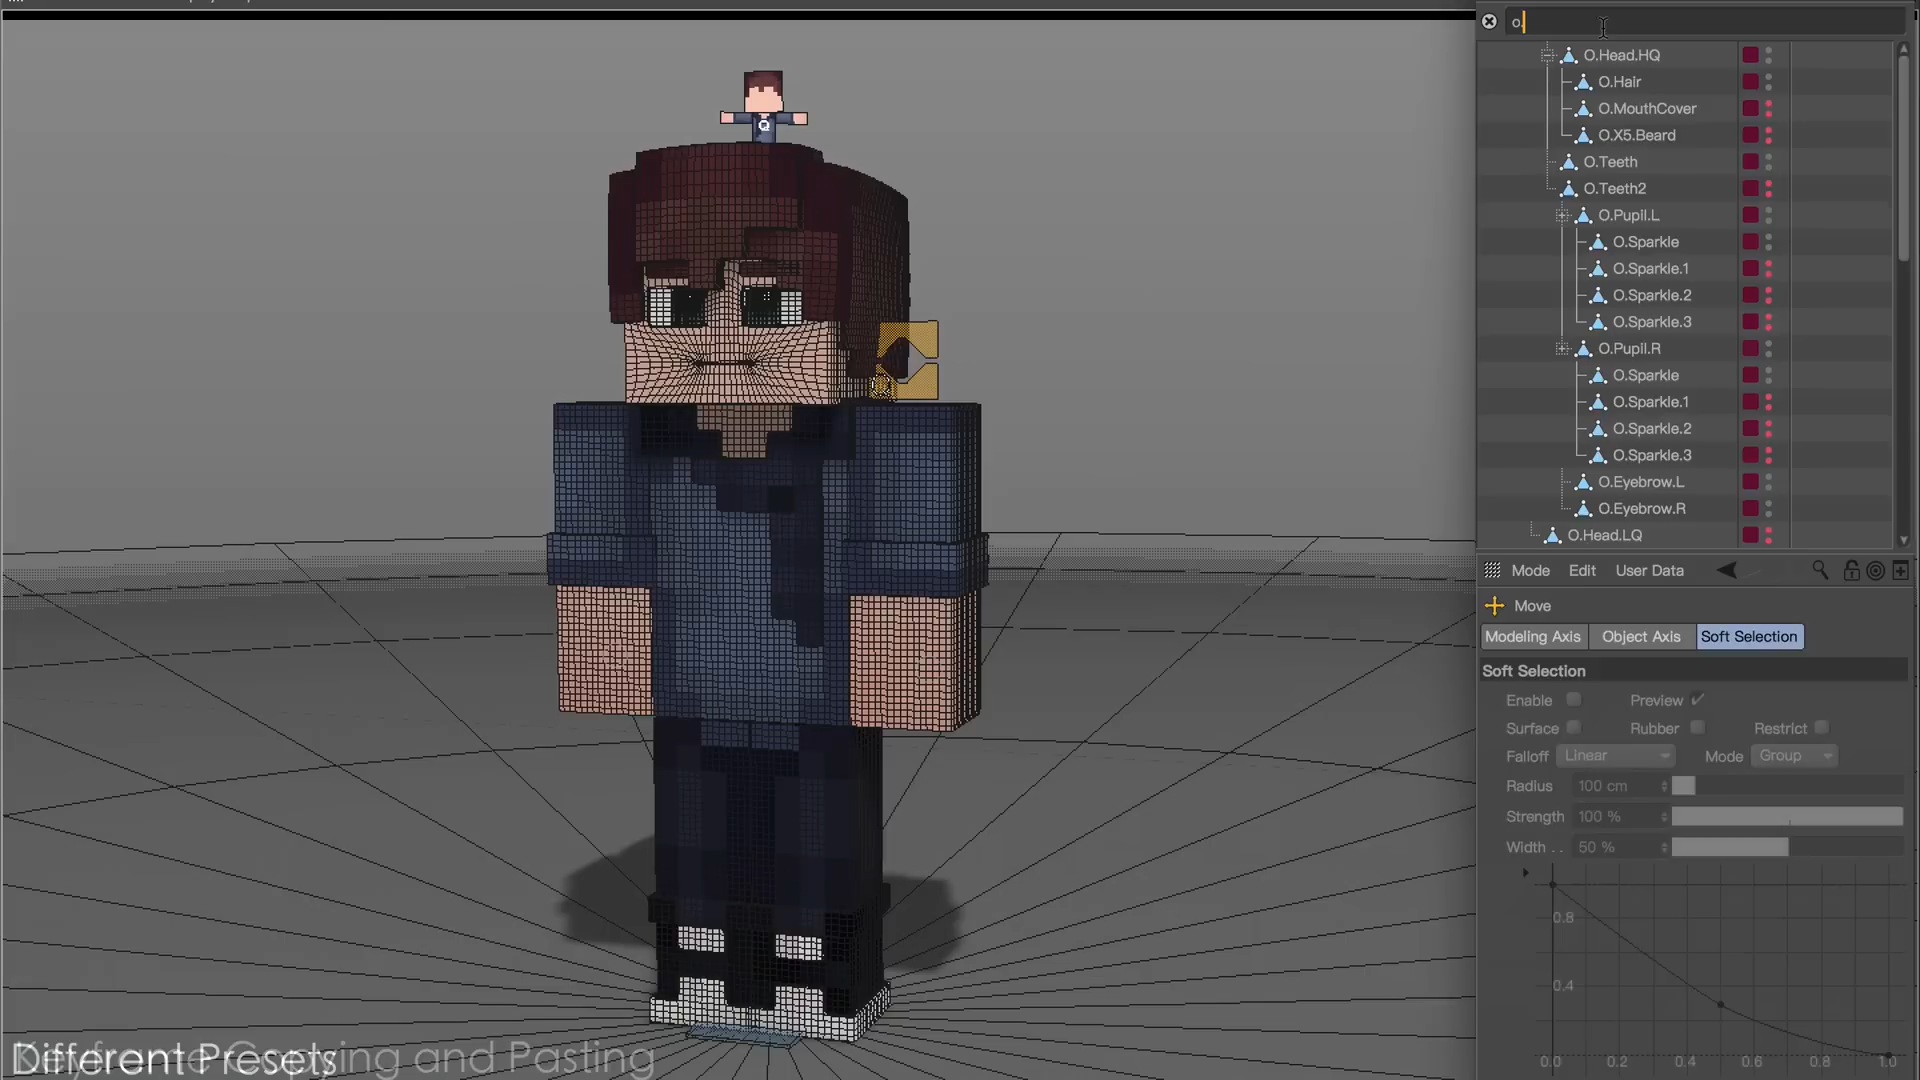 o.
O.Head.HQ
O.Hair
O.MouthCover
O.X5.Beard
O.Teeth
O.Teeth2
O.Pupil.L
O.Sparkle
O.Sparkle.1
O.Sparkle.2
O.Sparkle.3
O.Pupil.R
O.Sparkle
O.Sparkle.1
O.Sparkle.2
O.Sparkle.3
O.Eyebrow.L
O.Eyebrow.R
O.Head.LQ
Mode Edit User Data
Move
Modeling Axis Object Axis Soft Selection
Soft Selection
Enable Preview
Surface Rubber Restrict
Falloff Linear Mode Group
Radius 100 cm
Strength 100 %
Width . . 50 %
0.8
0.4
0.0 0.2 0.4 0.6 0.8 1.0
Q
Different Presets
Keyframe Copying and Pasting